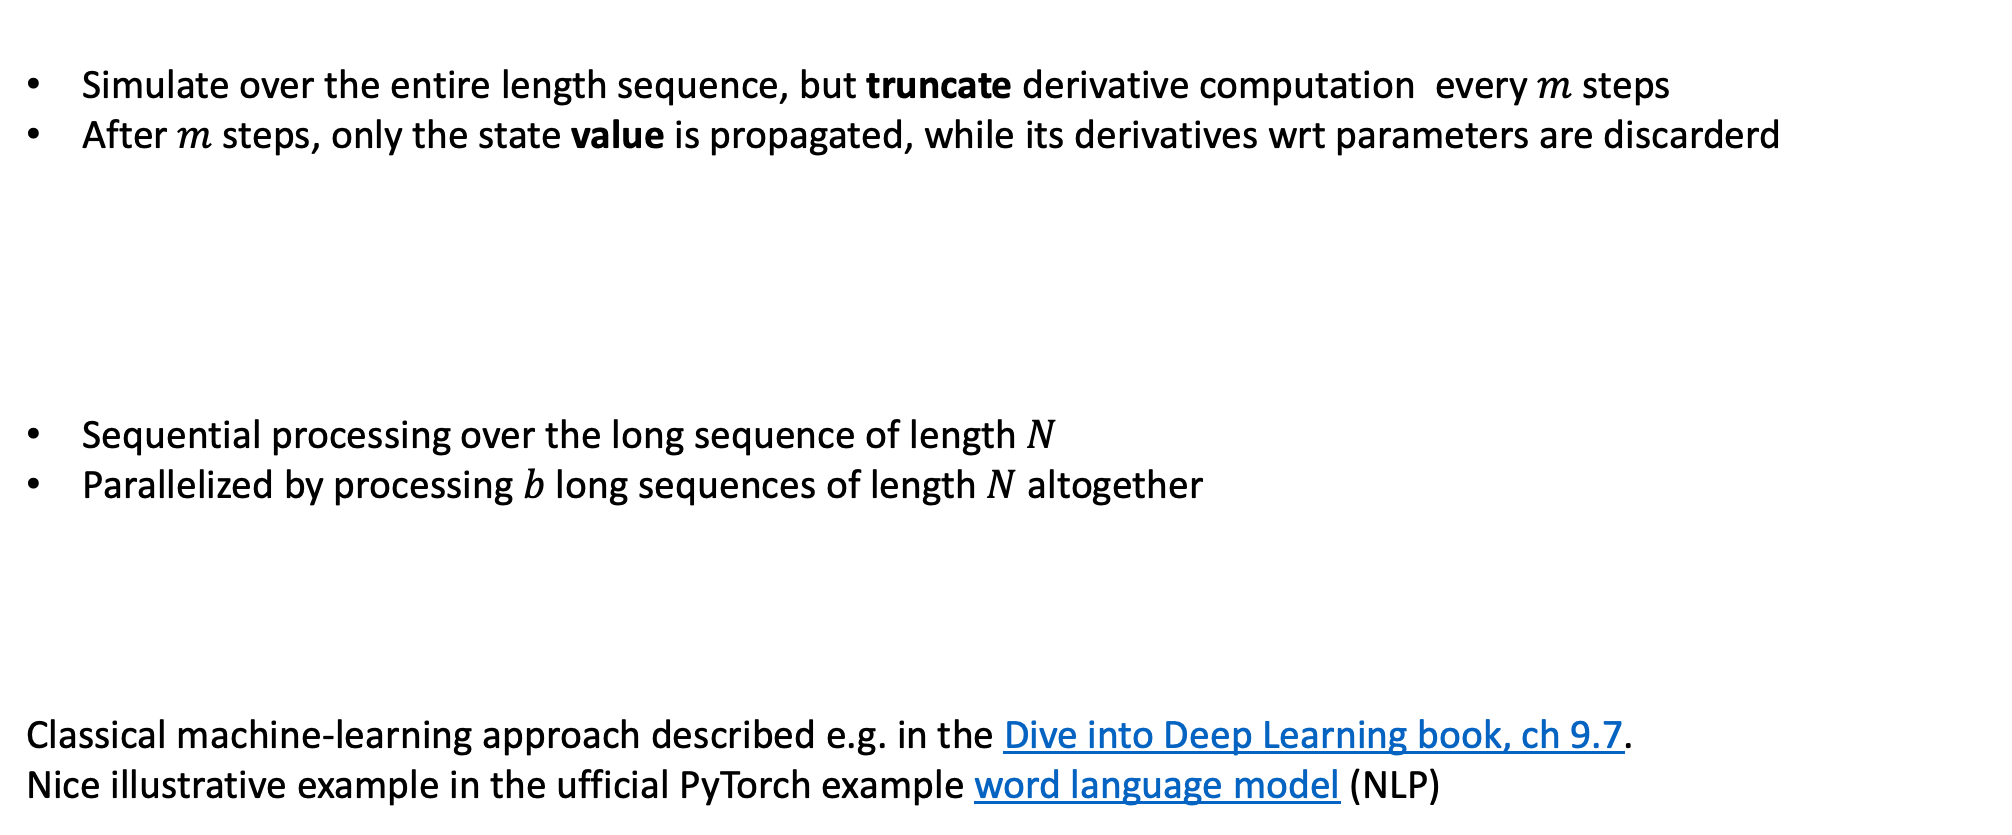 • Simulate over the entire length sequence, but truncate derivative computation  every m steps
• After m steps, only the state value is propagated, while its derivatives wrt parameters are discarderd
• Sequential processing over the long sequence of length N
• Parallelized by processing b long sequences of length N altogether
Classical machine-learning approach described e.g. in the Dive into Deep Learning book, ch 9.7.
Nice illustrative example in the ufficial PyTorch example word language model (NLP)